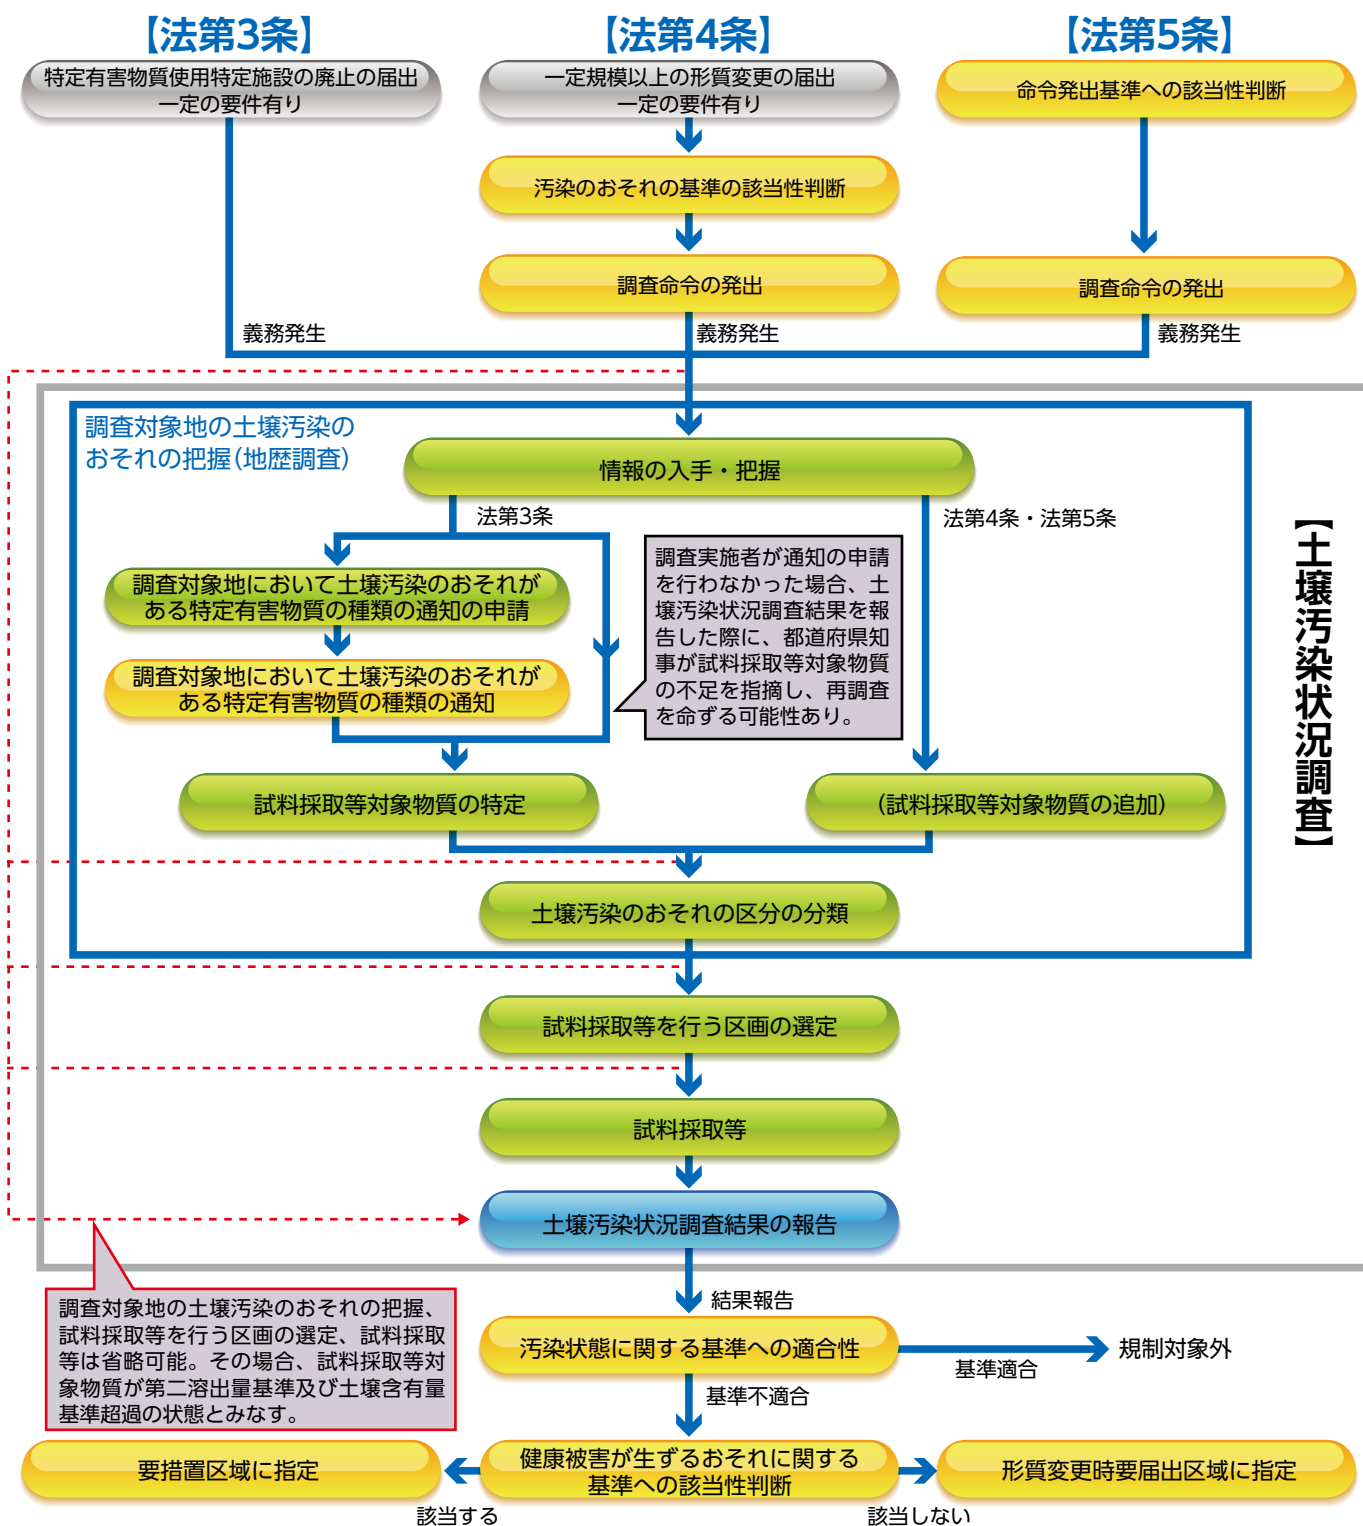 【法第3条】
特定有害物質使用特定施設の廃止の届出
一定の要件有り
【法第4条】
一定規模以上の形質変更の届出
一定の要件有り
【法第5条】
命令発出基準への該当性判断
汚染のおそれの基準の該当性判断
調査命令の発出
調査命令の発出
義務発生
義務発生
義務発生
【土壌汚染状況調査】
調査対象地の土壌汚染の
おそれの把握(地歴調査)
情報の入手・把握
法第3条
法第4条・法第5条
調査対象地において土壌汚染のおそれが
ある特定有害物質の種類の通知の申請
調査対象地において土壌汚染のおそれが
ある特定有害物質の種類の通知
調査実施者が通知の申請
を行わなかった場合、土
壌汚染状況調査結果を報
告した際に、都道府県知
事が試料採取等対象物質
の不足を指摘し、再調査
を命ずる可能性あり。
試料採取等対象物質の特定
(試料採取等対象物質の追加)
土壌汚染のおそれの区分の分類
試料採取等を行う区画の選定
試料採取等
土壌汚染状況調査結果の報告
調査対象地の土壌汚染のおそれの把握、
試料採取等を行う区画の選定、試料採取
等は省略可能。その場合、試料採取等対
象物質が第二溶出量基準及び土壌含有量
基準超過の状態とみなす。
結果報告
汚染状態に関する基準への適合性
基準適合
規制対象外
基準不適合
健康被害が生ずるおそれに関する
基準への該当性判断
要措置区域に指定
形質変更時要届出区域に指定
該当する
該当しない